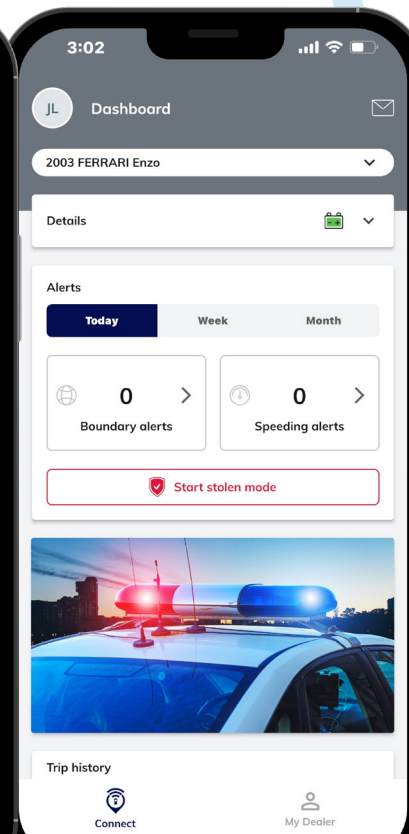 3:02
JL Dashboard
2003 FERRARI Enzo
Details
Alerts
Today Week Month
0 0
Boundary alerts Speeding alerts
Start stolen mode
Trip history
Connect My Dealer